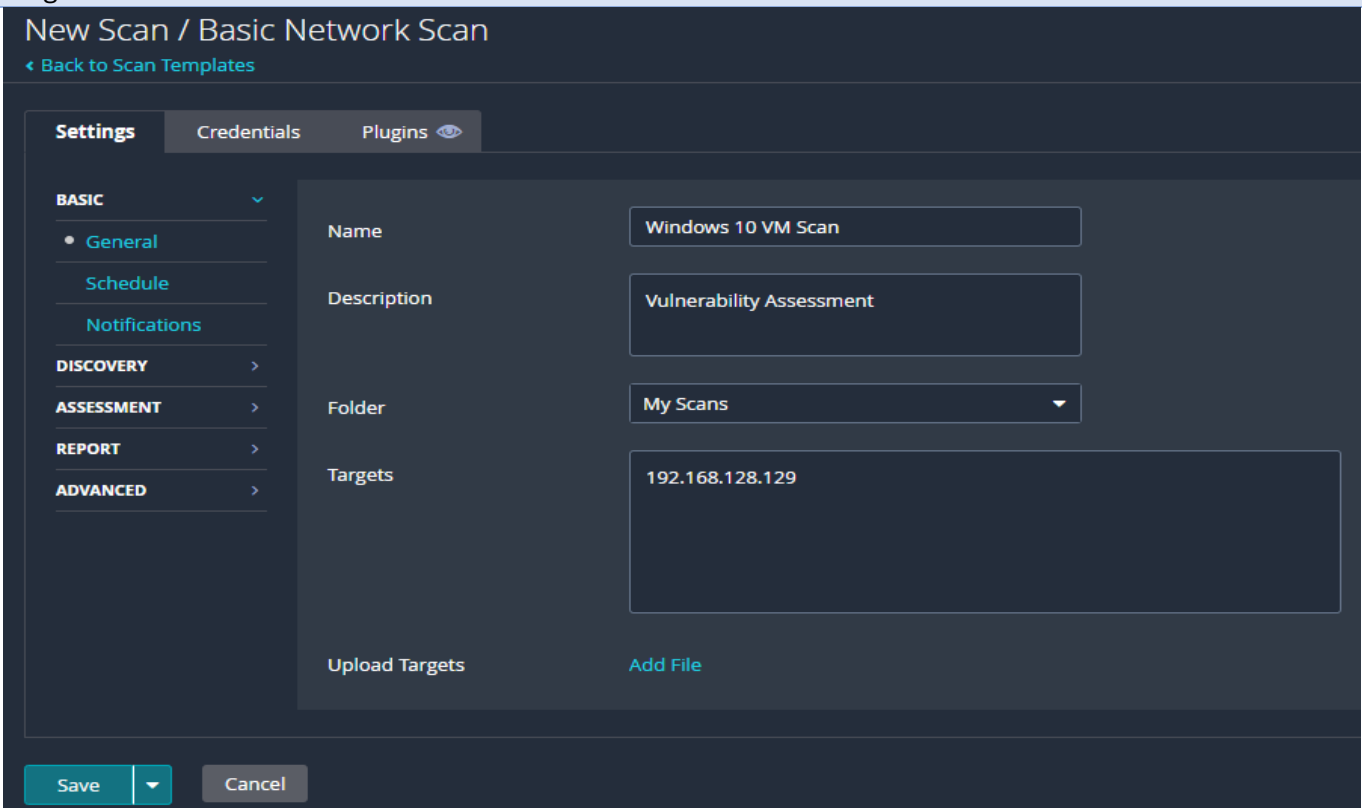 New Scan / Basic Network Scan
Back to Scan Templates
Settings Credentials Plugins
BASIC
General
Schedule
Notifications
DISCOVERY
ASSESSMENT
REPORT
ADVANCED
Name Windows 10 VM Scan
Description Vulnerability Assessment
Folder My Scans
Targets 192.168.128.129
Upload Targets Add File
Save Cancel